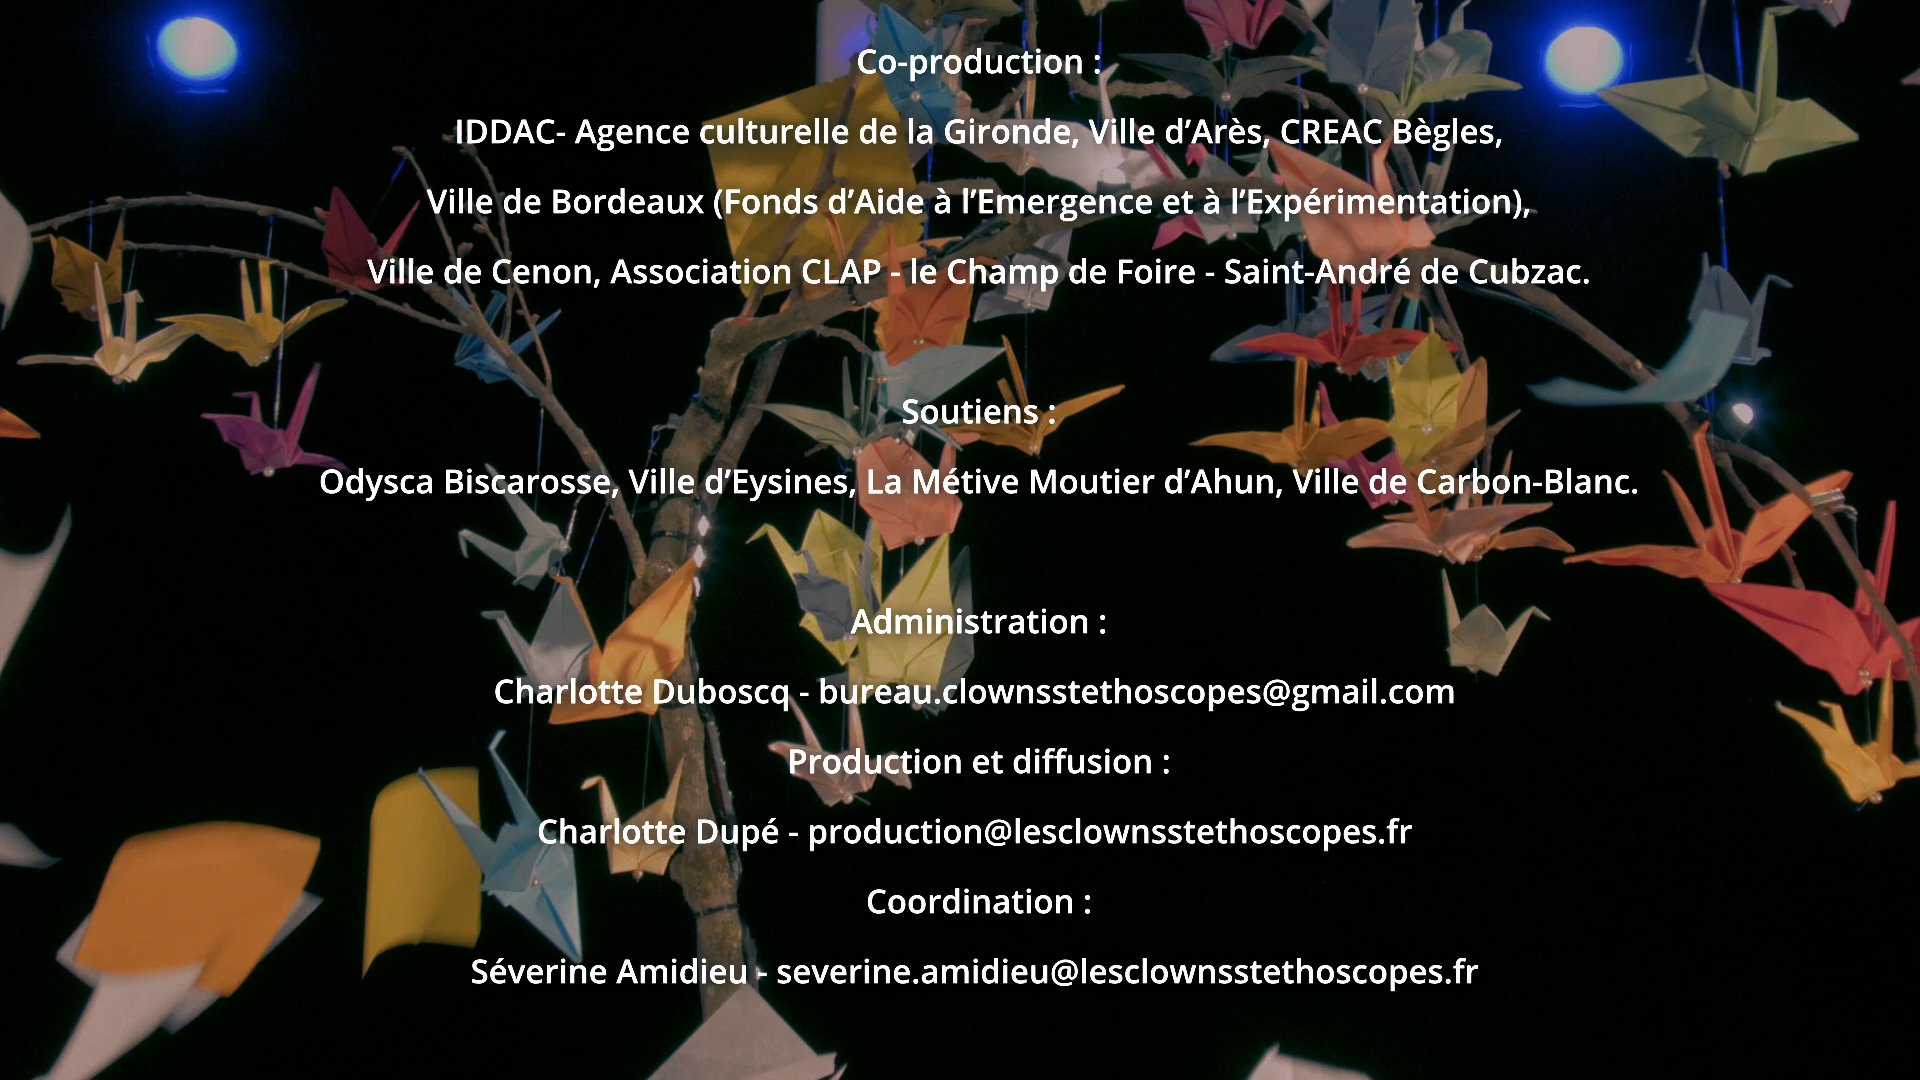 Co-production :
IDDAC- Agence culturelle de la Gironde, Ville d’Arès, CREAC Bègles,
Ville de Bordeaux (Fonds d’Aide à l’Emergence et à l’Expérimentation),
Ville de Cenon, Association CLAP - le Champ de Foire - Saint-André de Cubzac.
Soutiens :
Odysca Biscarosse, Ville d’Eysines, La Métive Moutier d’Ahun, Ville de Carbon-Blanc.
Administration :
Charlotte Duboscq - bureau.clownsstethoscopes@gmail.com
Production et diffusion :
Charlotte Dupé - production@lesclownsstethoscopes.fr
Coordination :
Séverine Amidieu - severine.amidieu@lesclownsstethoscopes.fr